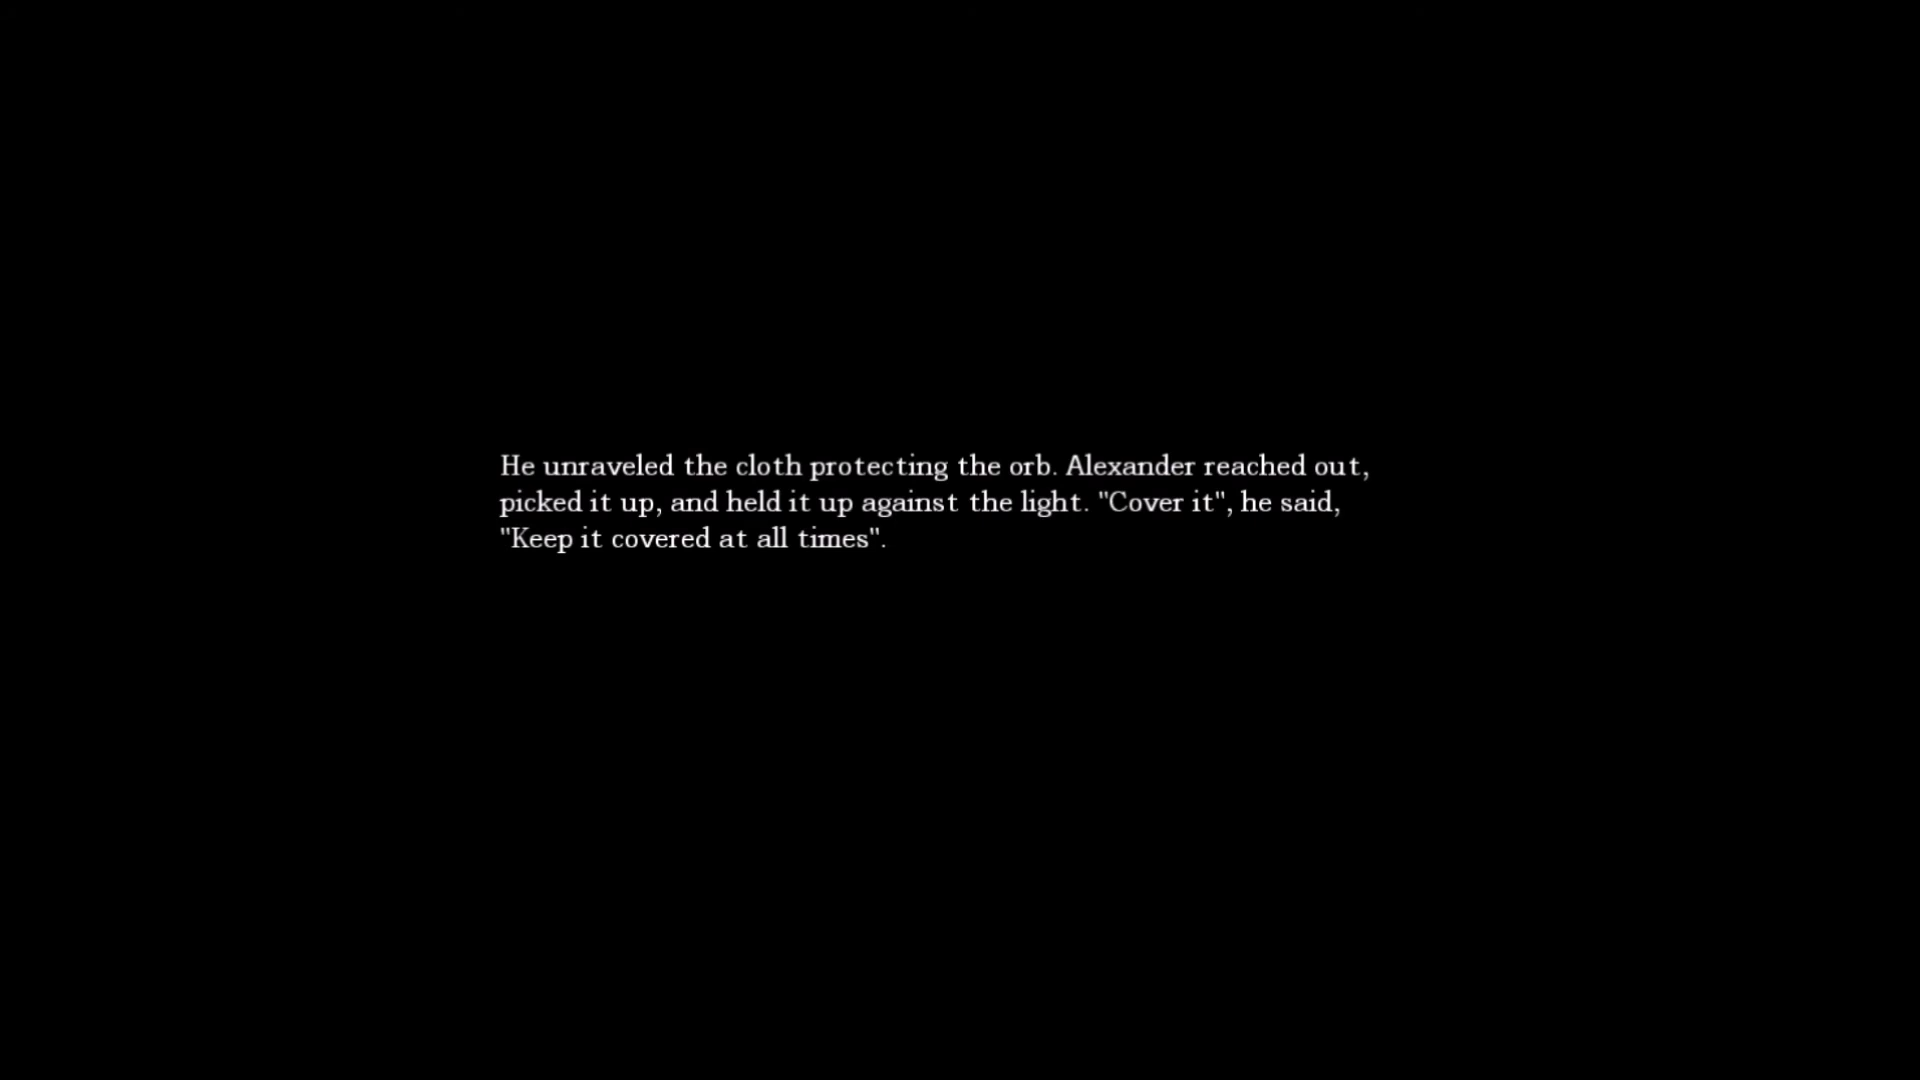 He unraveled the cloth protecting the orb. Alexander reached out,
picked it up, and held it up against the light. "Cover it", he said,
"Keep it covered at all times".